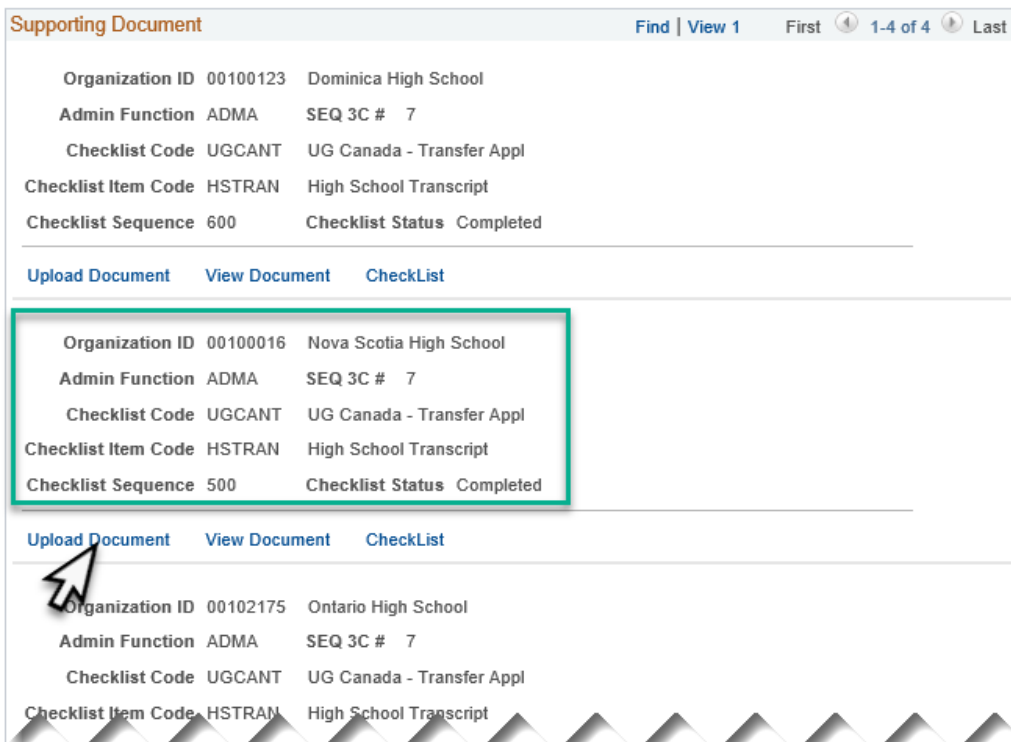 Supporting Document Find | View 1 First 1-4 of 4 Last
Organization ID 00100123 Dominica High School
Admin Function ADMA SEQ 3C # 7
Checklist Code UGCANT UG Canada - Transfer Appl
Checklist Item Code HSTRAN High School Transcript
Checklist Sequence 600 Checklist Status Completed
Upload Document View Document CheckList
Organization ID 00100016 Nova Scotia High School
Admin Function ADMA SEQ 3C # 7
Checklist Code UGCANT UG Canada - Transfer Appl
Checklist Item Code HSTRAN High School Transcript
Checklist Sequence 500 Checklist Status Completed
Upload Document View Document CheckList
Organization ID 00102175 Ontario High School
Admin Function ADMA SEQ 3C # 7
Checklist Code UGCANT UG Canada - Transfer Appl
Checklist Item Code HSTRAN High School Transcript